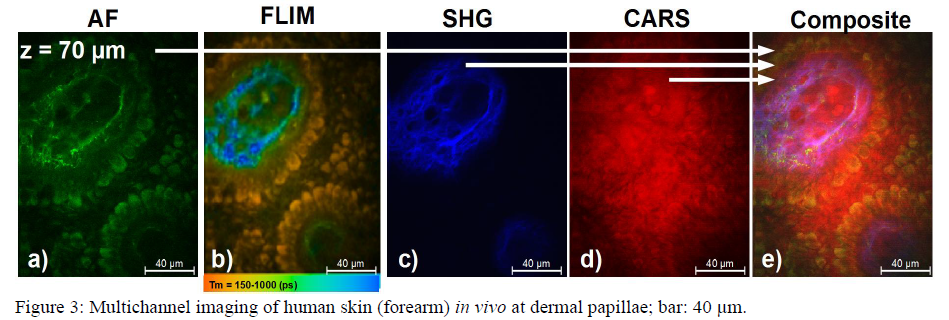 AF FLIM SHG CARS Composite
z = 70 µm
a) 40 µm b) 40 µm c) 40 µm d) 40 µm e) 40 µm
Tm = 150-1000 (ps)
Figure 3: Multichannel imaging of human skin (forearm) in vivo at dermal papillae; bar: 40 µm.